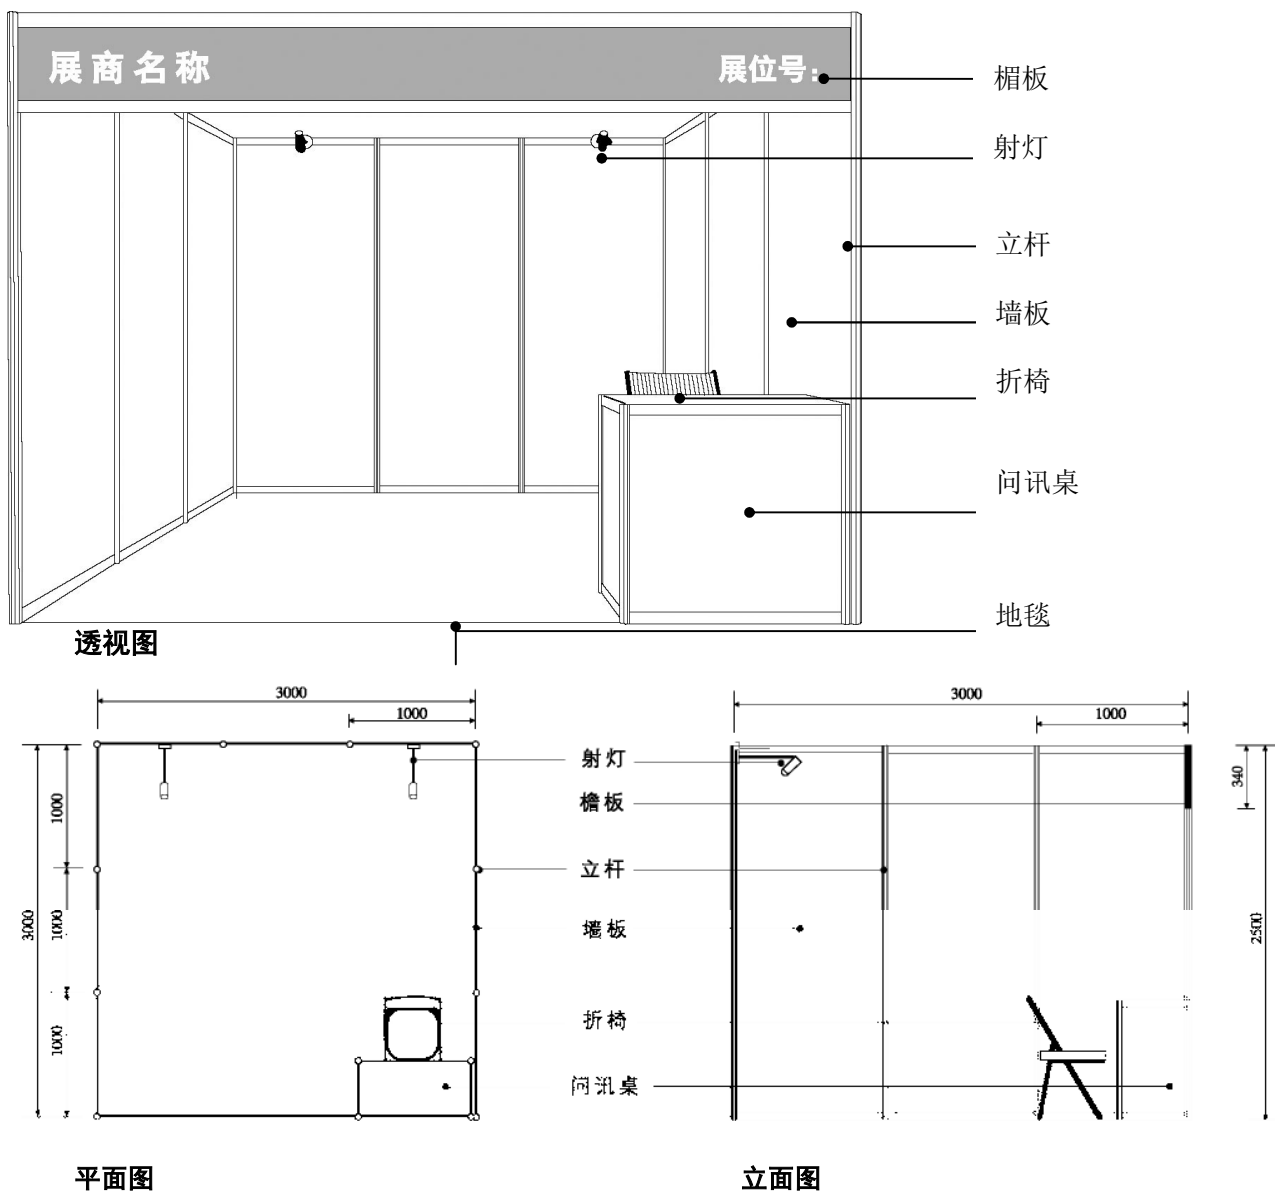 展商名称
展位号:
楣板
射灯
立杆
墙板
折椅
问讯桌
地毯
透视图
3000
1000
3000
1000
1000
1000
3000
1000
340
2500
射灯
檐板
立杆
墙板
折椅
问讯桌
平面图
立面图